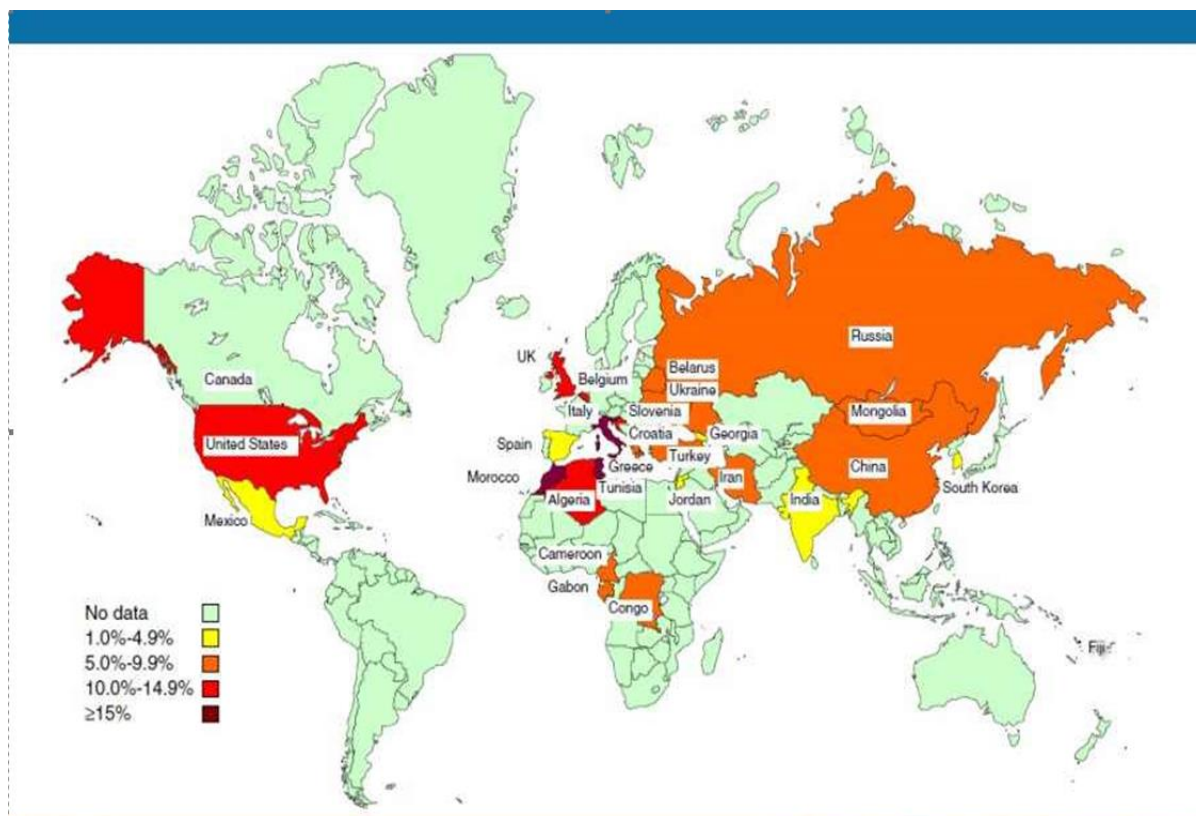 Russia
UK
Belarus
Belgium
Canada
Ukraine
Italy
Slovenia
Mongolia
United States
Spain
Croatia
Georgia
Turkey
Greece
China
Morocco
Iran
Tunisia
South Korea
Algeria
Jordan
India
Mexico
Cameroon
Gabon
Congo
No data
1.0%-4.9%
5.0%-9.9%
10.0%-14.9%
≥15%
Fiji